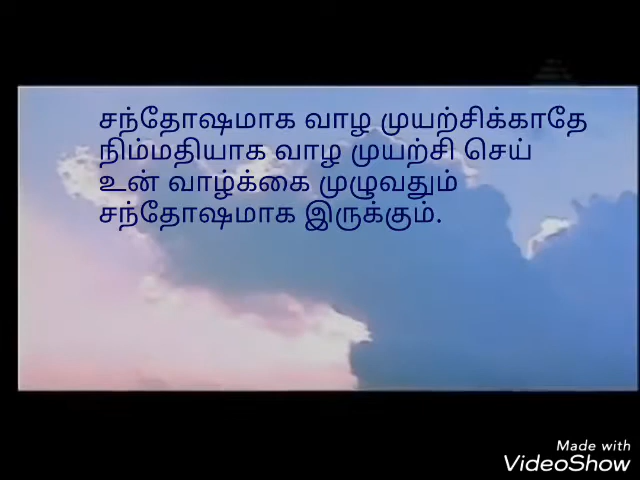 சந்தோஷமாக வாழ முயற்சிக்காதே
நிம்மதியாக வாழ முயற்சி செய்
உன் வாழ்க்கை முழுவதும்
சந்தோஷமாக இருக்கும்.
Made with
VideoShow